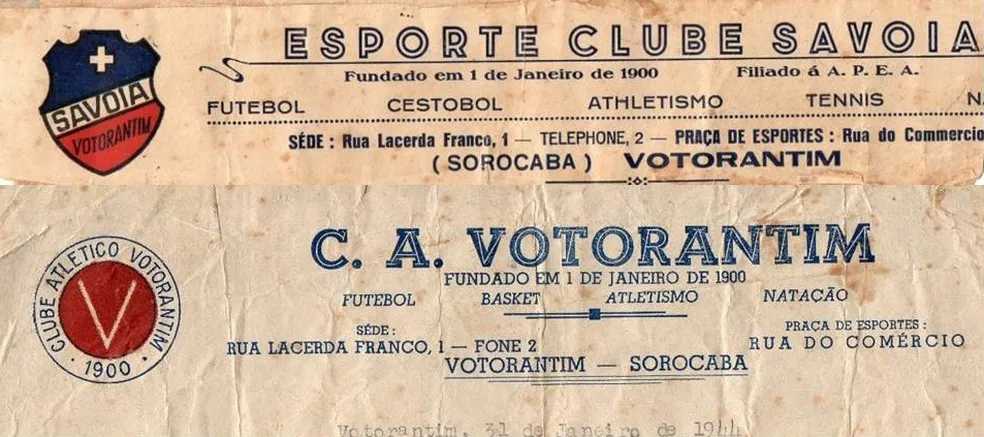 ESPORTE CLUBE SAVOIA
Fundado em 1 de Janeiro de 1900 Filiado á A. P. E. A.
SAVOIA
VOTORANTIM
FUTEBOL CESTOBOL ATHLETISMO TENNIS
SÉDE : Rua Lacerda Franco, 1 — TELEPHONE, 2 — PRAÇA DE ESPORTES : Rua do Commercio
( SOROCABA ) VOTORANTIM
C. A. VOTORANTIM
FUNDADO EM 1 DE JANEIRO DE 1900
FUTEBOL BASKET ATLETISMO NATACÃO
CLUBE ATLETICO VOTORANTIM
V
1900
SÉDE : PRAÇA DE ESPORTES :
RUA LACERDA FRANCO, 1 — FONE 2 RUA DO COMÉRCIO
VOTORANTIM — SOROCABA
Votorantim, 31 de Janeiro de 1944